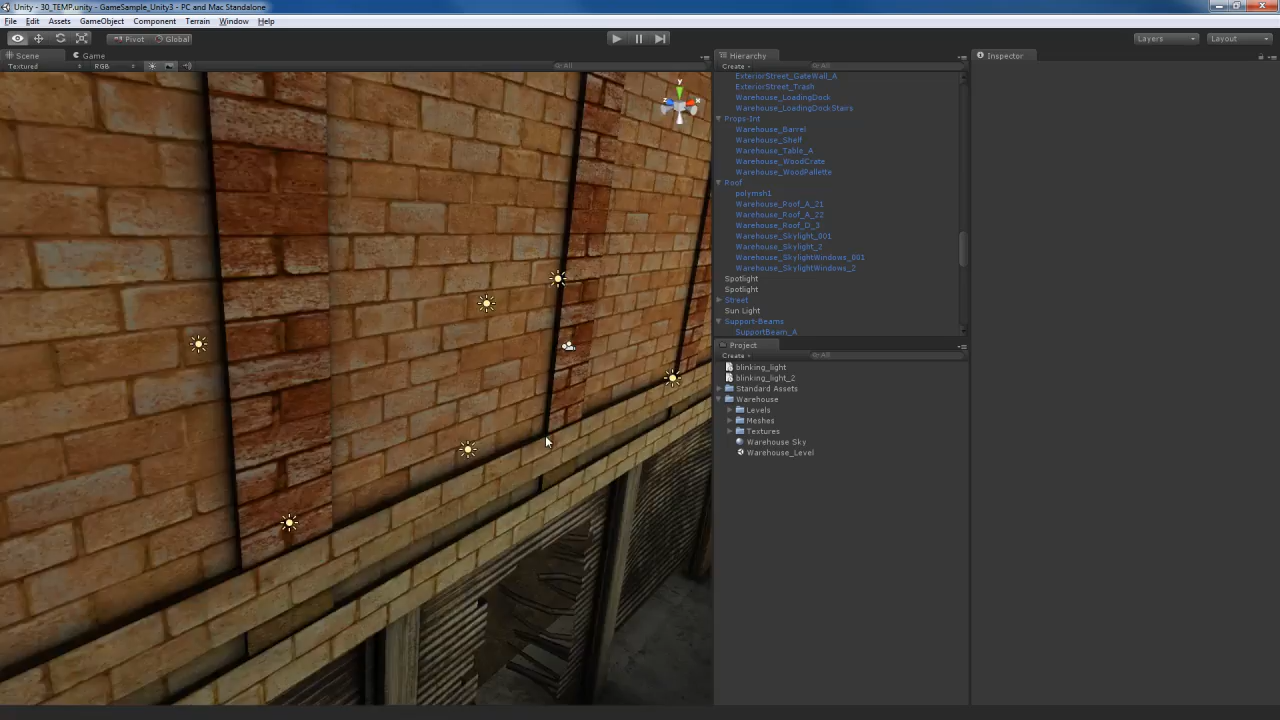 Unity - 30_TEMP.unity - GameSample_Unity3 - PC and Mac Standalone
File Edit Assets GameObject Component Terrain Window Help
Pivot Global Layers Layout
Scene Game
Textured RGB All
Hierarchy
Create All
ExteriorStreet_GateWall_A
ExteriorStreet_Trash
Warehouse_LoadingDock
Warehouse_LoadingDockStairs
Props-Int
Warehouse_Barrel
Warehouse_Shelf
Warehouse_Table_A
Warehouse_WoodCrate
Warehouse_WoodPallette
Roof
polymsh1
Warehouse_Roof_A_21
Warehouse_Roof_A_22
Warehouse_Roof_D_3
Warehouse_Skylight_001
Warehouse_Skylight_2
Warehouse_SkylightWindows_001
Warehouse_SkylightWindows_2
Spotlight
Spotlight
Street
Sun Light
Support-Beams
SupportBeam_A
Project
Create All
blinking_light
blinking_light_2
Standard Assets
Warehouse
Levels
Meshes
Textures
Warehouse Sky
Warehouse_Level
Inspector
y
x
z